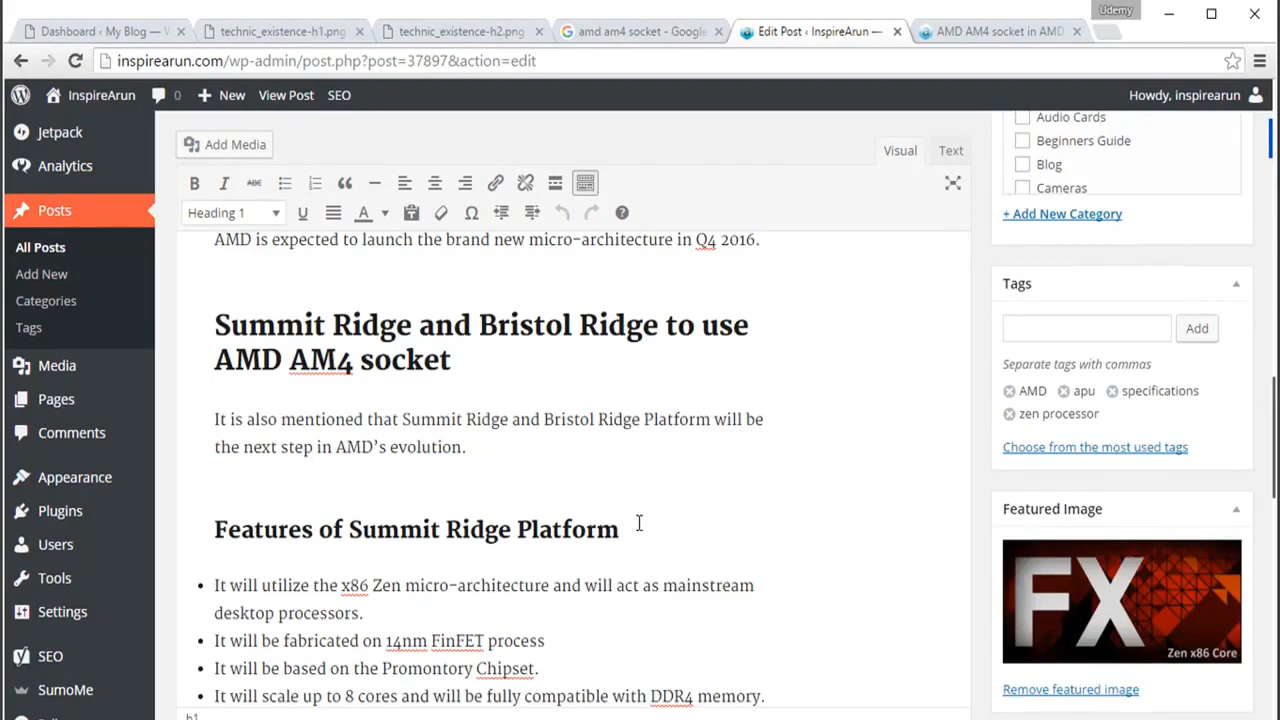 Udemy
Dashboard ‹ My Blog — V
technic_existence-h1.png
technic_existence-h2.png
amd am4 socket - Google
Edit Post ‹ InspireArun —
AMD AM4 socket in AMD
inspirearun.com/wp-admin/post.php?post=37897&action=edit
InspireArun
0
New
View Post
SEO
Howdy, inspirearun
Jetpack
Analytics
Posts
All Posts
Add New
Categories
Tags
Media
Pages
Comments
Appearance
Plugins
Users
Tools
Settings
SEO
SumoMe
Add Media
Visual
Text
B I ABC
Heading 1
U A
AMD is expected to launch the brand new micro-architecture in Q4 2016.
Summit Ridge and Bristol Ridge to use
AMD AM4 socket
It is also mentioned that Summit Ridge and Bristol Ridge Platform will be
the next step in AMD's evolution.
Features of Summit Ridge Platform
It will utilize the x86 Zen micro-architecture and will act as mainstream
desktop processors.
It will be fabricated on 14nm FinFET process
It will be based on the Promontory Chipset.
It will scale up to 8 cores and will be fully compatible with DDR4 memory.
h1
Audio Cards
Beginners Guide
Blog
Cameras
+ Add New Category
Tags
Add
Separate tags with commas
AMD apu specifications
zen processor
Choose from the most used tags
Featured Image
FX
Zen x86 Core
Remove featured image